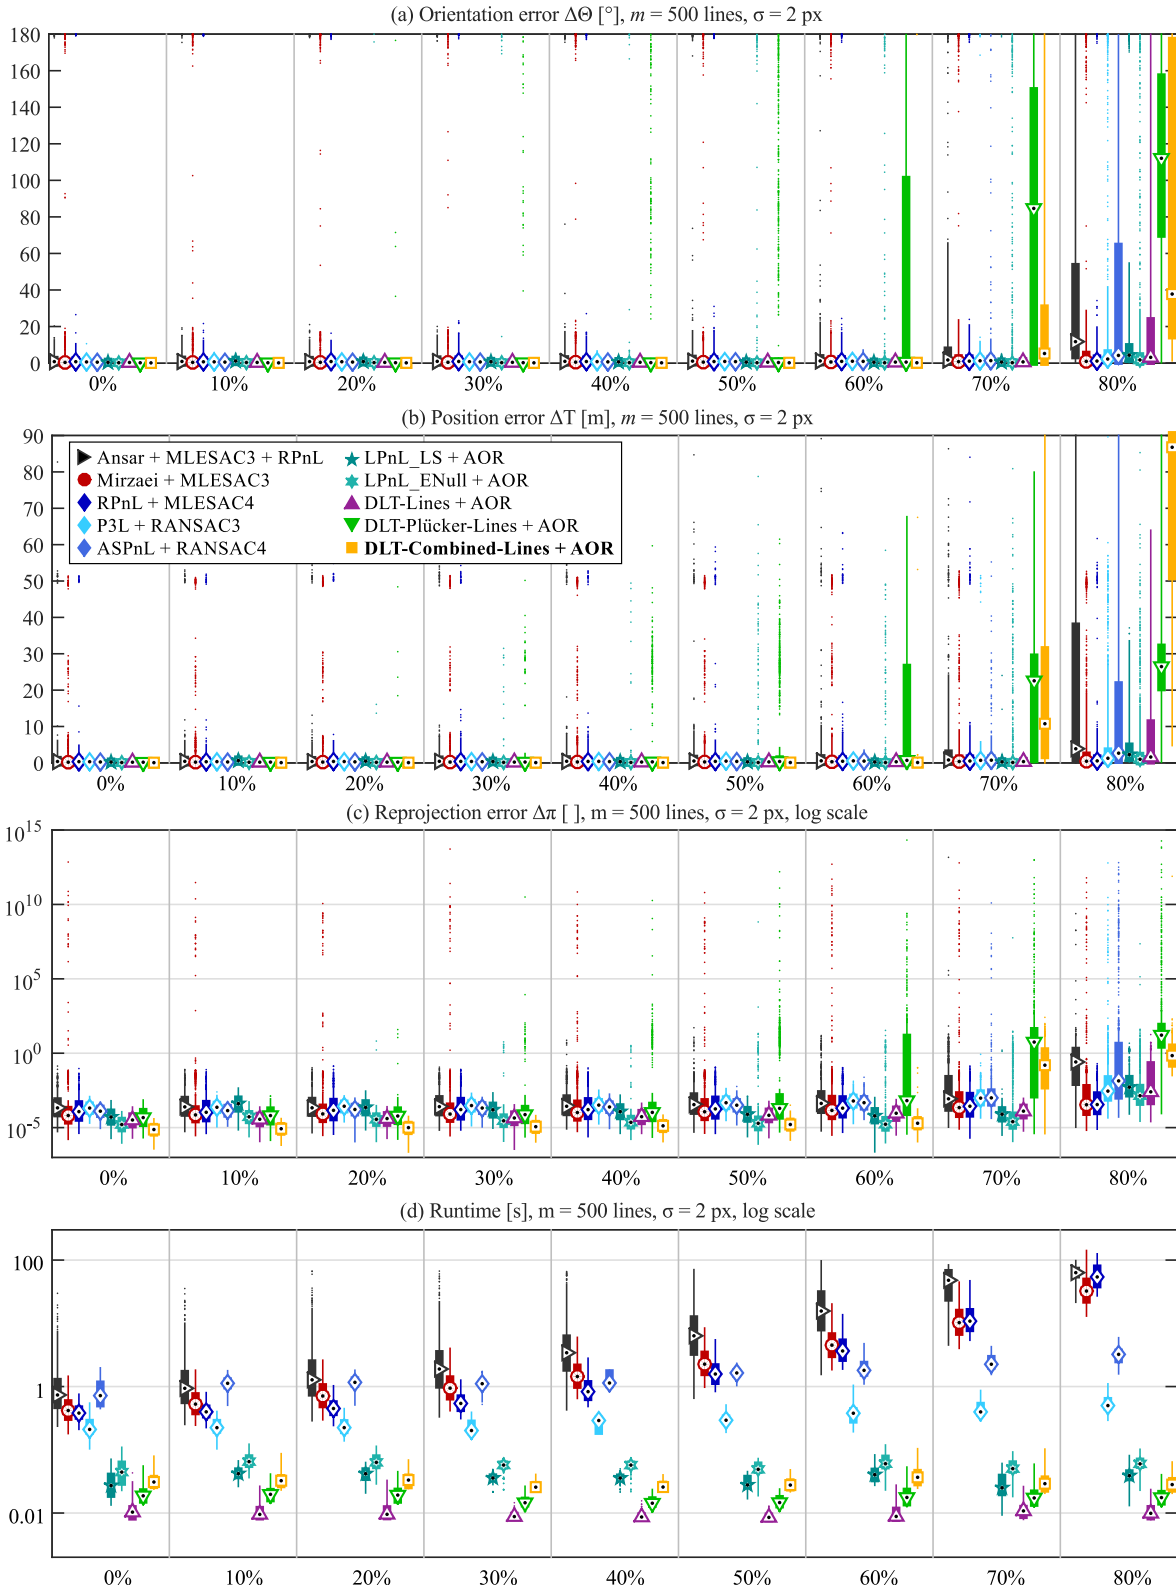 (a) Orientation error ΔΘ [°], m = 500 lines, σ = 2 px
180
160
140
120
100
80
60
40
20
0
0% 10% 20% 30% 40% 50% 60% 70% 80%
(b) Position error ΔT [m], m = 500 lines, σ = 2 px
90
80
70
60
50
40
30
20
10
0
Ansar + MLESAC3 + RPnL
Mirzaei + MLESAC3
RPnL + MLESAC4
P3L + RANSAC3
ASPnL + RANSAC4
LPnL_LS + AOR
LPnL_ENull + AOR
DLT-Lines + AOR
DLT-Plücker-Lines + AOR
DLT-Combined-Lines + AOR
0% 10% 20% 30% 40% 50% 60% 70% 80%
(c) Reprojection error Δπ [ ], m = 500 lines, σ = 2 px, log scale
10^15
10^10
10^5
10^0
10^-5
0% 10% 20% 30% 40% 50% 60% 70% 80%
(d) Runtime [s], m = 500 lines, σ = 2 px, log scale
100
1
0.01
0% 10% 20% 30% 40% 50% 60% 70% 80%